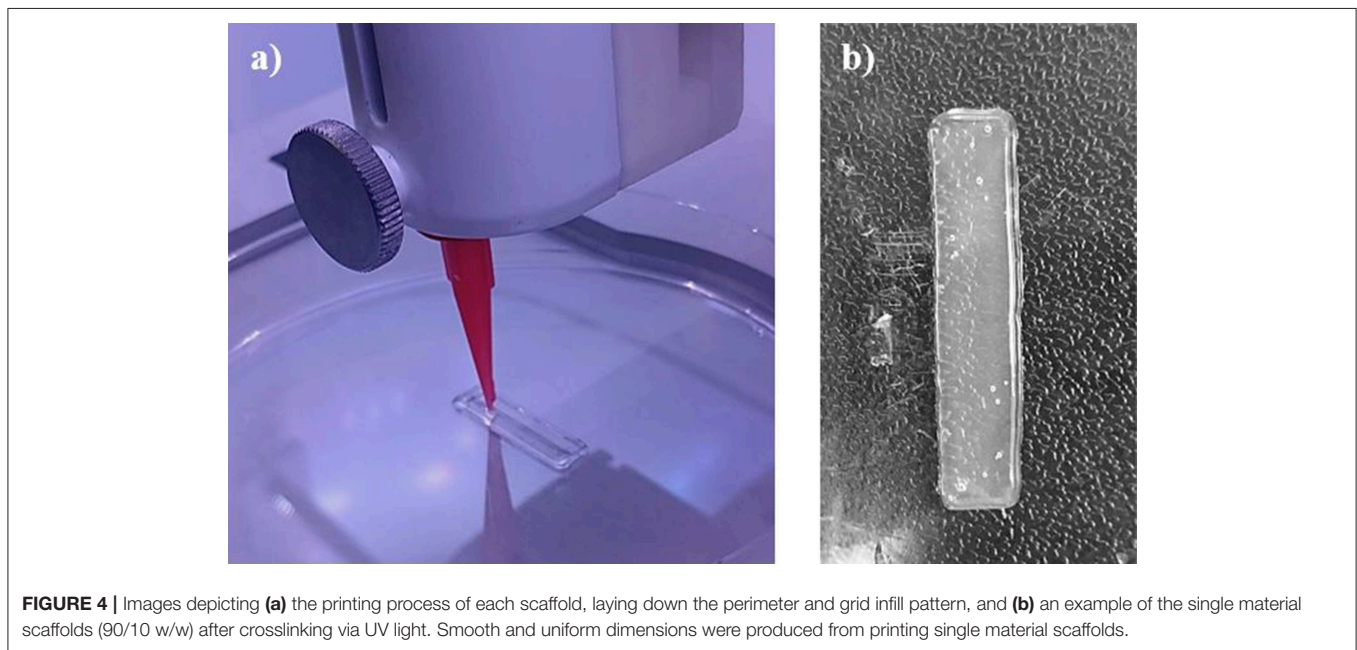 a)
b)
FIGURE 4 | Images depicting (a) the printing process of each scaffold, laying down the perimeter and grid infill pattern, and (b) an example of the single material
scaffolds (90/10 w/w) after crosslinking via UV light. Smooth and uniform dimensions were produced from printing single material scaffolds.